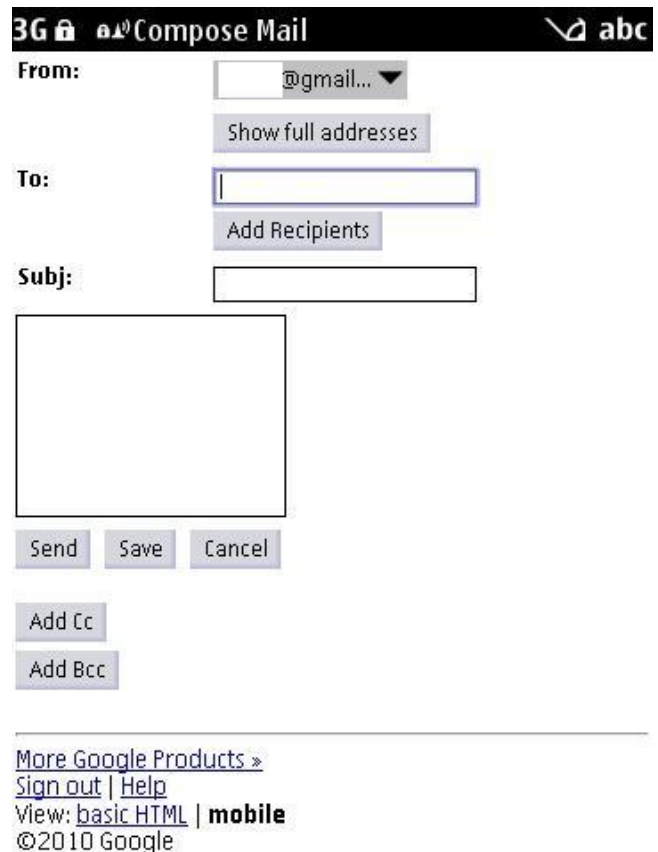 3G Compose Mail abc
From: @gmail...
Show full addresses
To:
Add Recipients
Subj:
Send Save Cancel
Add Cc
Add Bcc
More Google Products »
Sign out | Help
View: basic HTML | mobile
©2010 Google